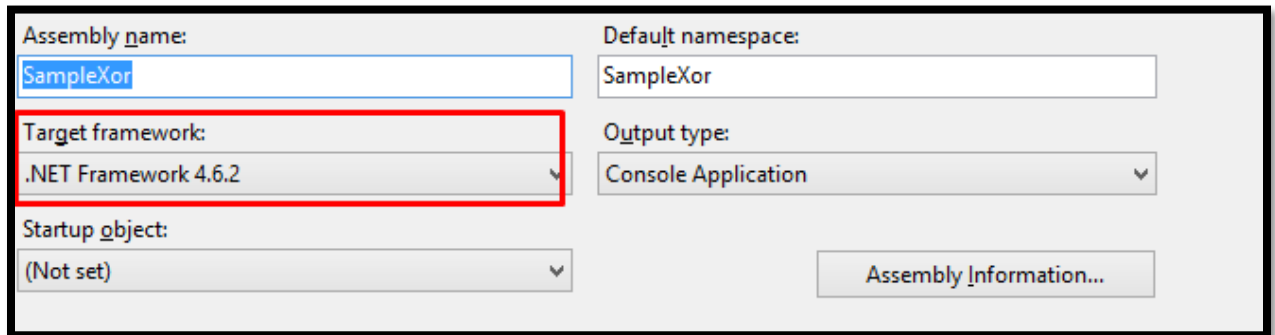 Assembly name:
Default namespace:
SampleXor
SampleXor
Target framework:
Output type:
.NET Framework 4.6.2
Console Application
Startup object:
(Not set)
Assembly Information...